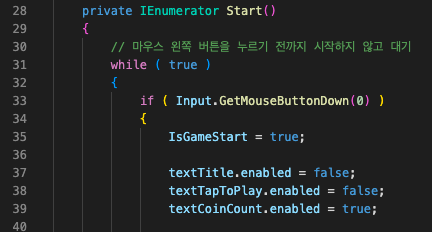 28 private IEnumerator Start()
29 {
30 // 마우스 왼쪽 버튼을 누르기 전까지 시작하지 않고 대기
31 while ( true )
32 {
33 if ( Input.GetMouseButtonDown(0) )
34 {
35 IsGameStart = true;
36
37 textTitle.enabled = false;
38 textTapToPlay.enabled = false;
39 textCoinCount.enabled = true;
40